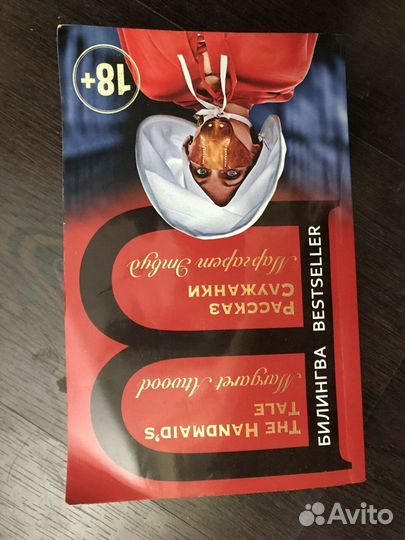 БИЛИНГВА BESTSELLER
THE HANDMAID'S
TALE
Margaret Atwood
РАССКАЗ
СЛУЖАНКИ
Маргарет Этвуд
18+
Avito